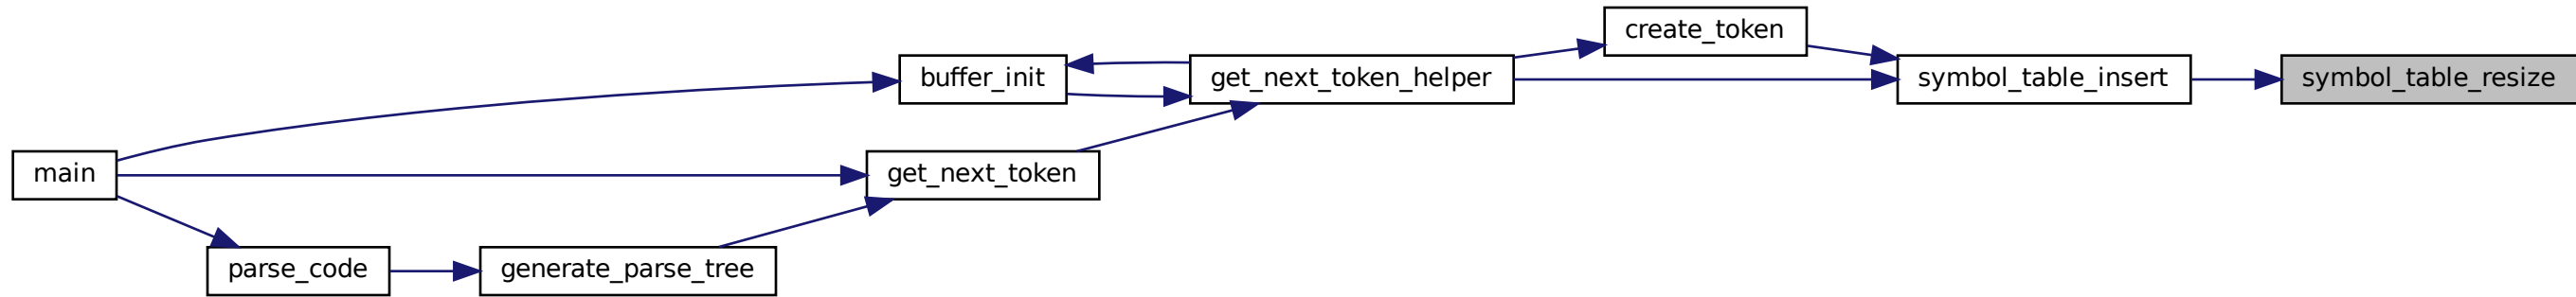 create_token
buffer_init
get_next_token_helper
symbol_table_insert
symbol_table_resize
main
get_next_token
parse_code
generate_parse_tree